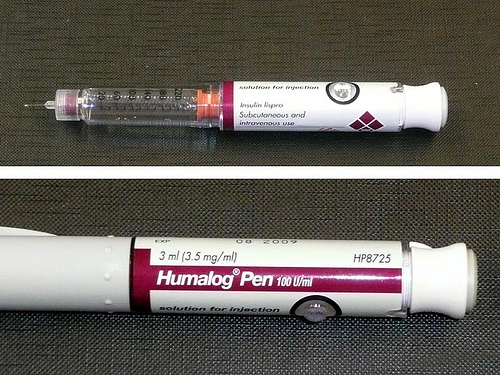 solution for injection
Insulin lispro
Subcutaneous and
intravenous use
EXP 08 2009
3 ml (3.5 mg/ml) HP8725
Humalog® Pen 100 U/ml
solution for injection